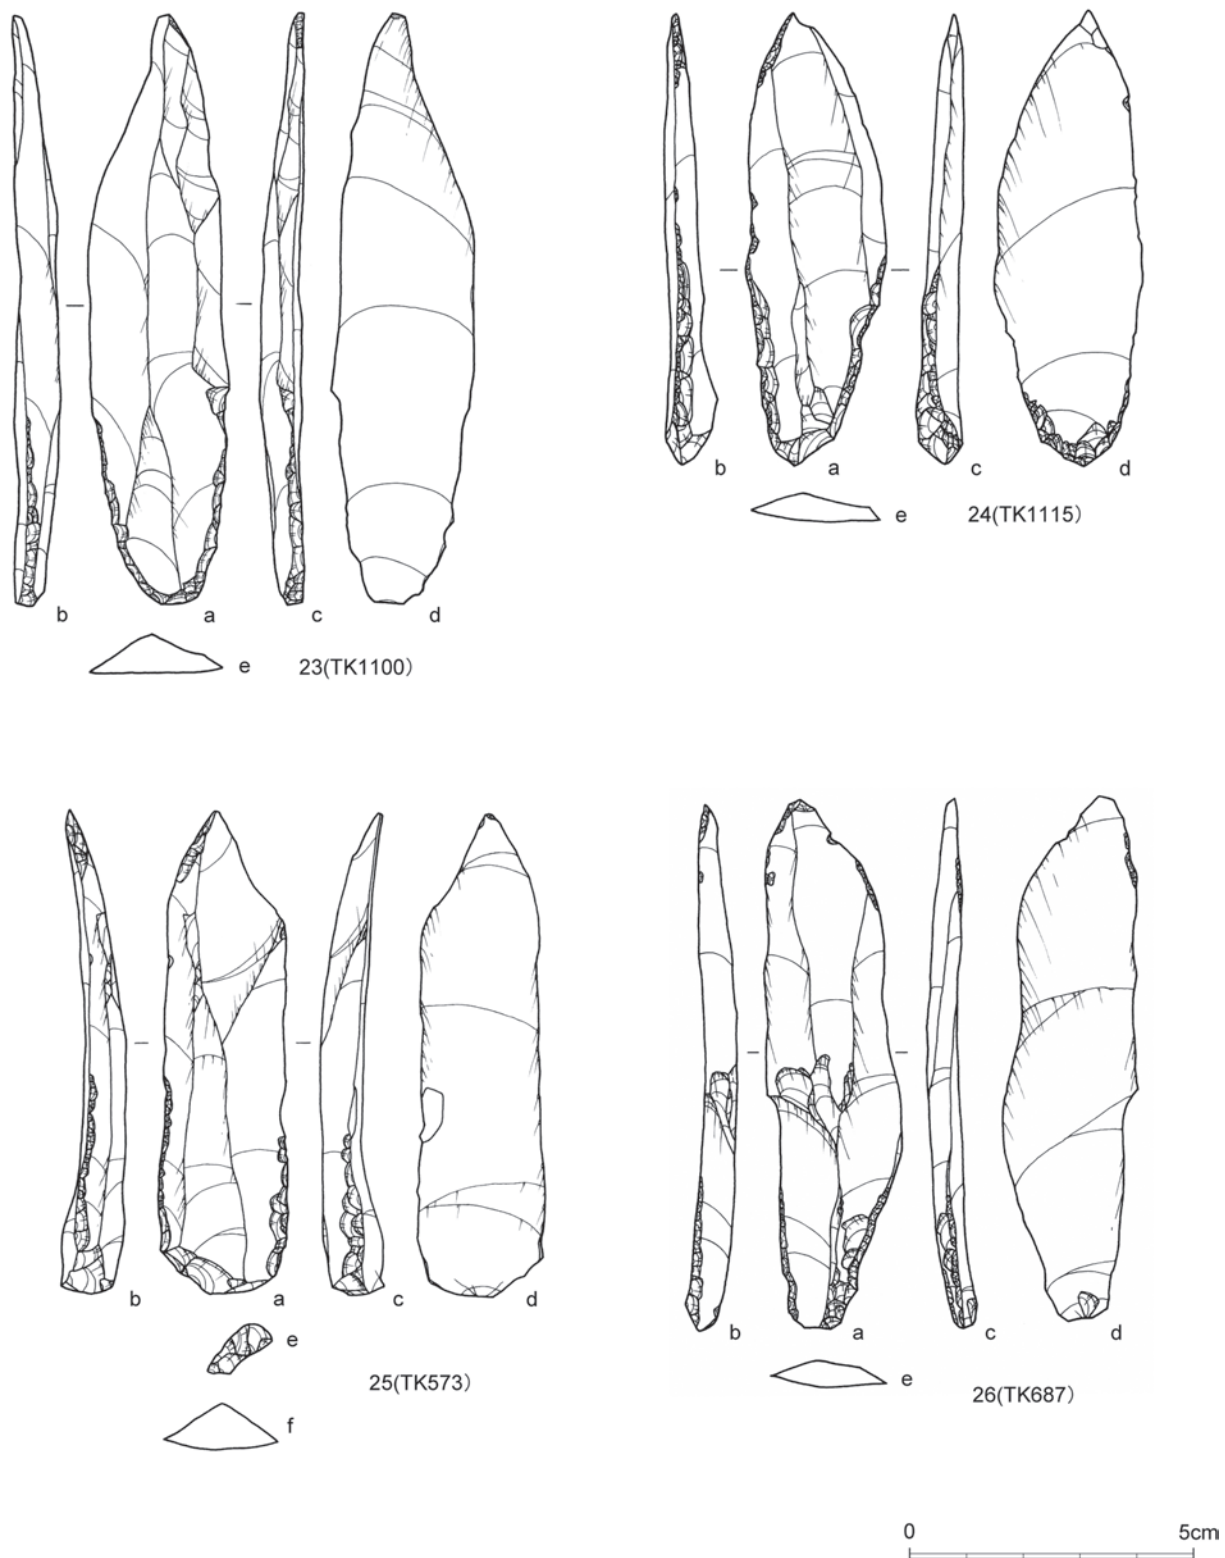 b a c d
e 23(TK1100)
b a c d
e 24(TK1115)
b a c d
e
25(TK573)
f
b a c d
e 26(TK687)
0 5cm